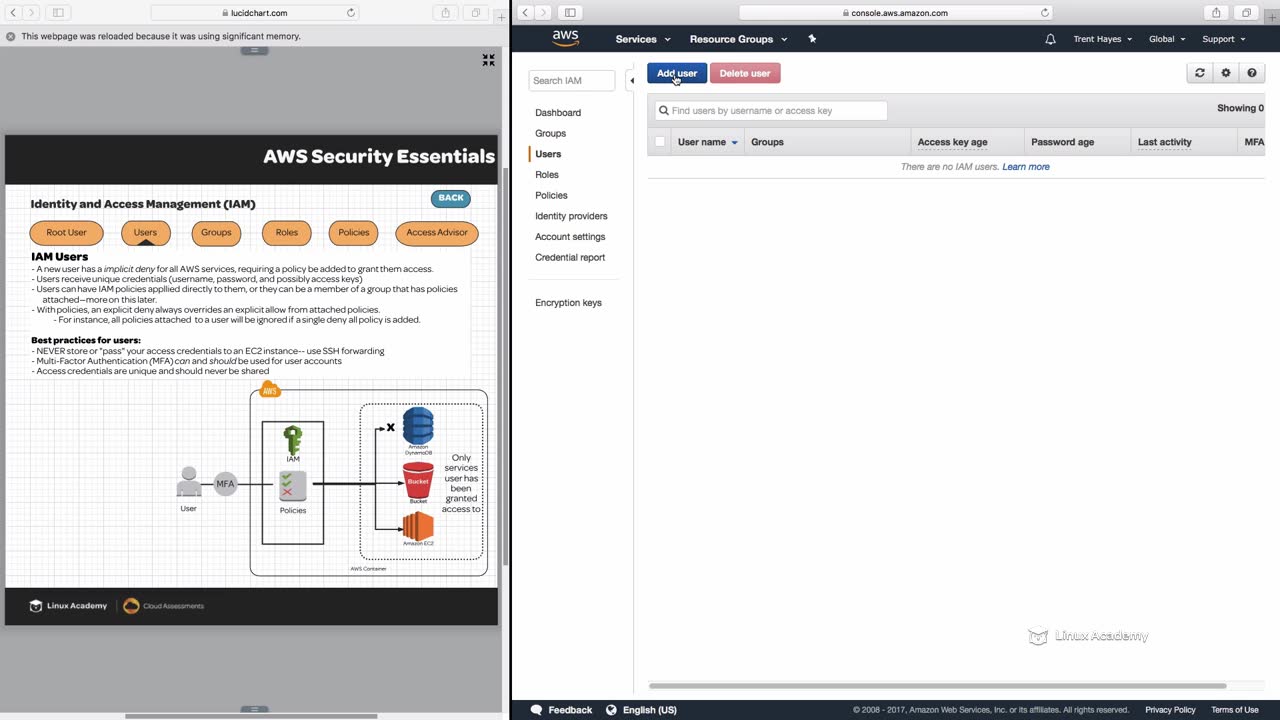 lucidchart.com
This webpage was reloaded because it was using significant memory.
AWS Security Essentials
Identity and Access Management (IAM)
BACK
Root User
Users
Groups
Roles
Policies
Access Advisor
IAM Users
- A new user has a implicit deny for all AWS services, requiring a policy be added to grant them access.
- Users receive unique credentials (username, password, and possibly access keys)
- Users can have IAM policies appllied directly to them, or they can be a member of a group that has policies
attached—more on this later.
- With policies, an explicit deny always overrides an explicit allow from attached policies.
- For instance, all policies attached to a user will be ignored if a single deny all policy is added.
Best practices for users:
- NEVER store or "pass" your access credentials to an EC2 instance-- use SSH forwarding
- Multi-Factor Authentication (MFA) can and should be used for user accounts
- Access credentials are unique and should never be shared
AWS
IAM
Policies
User
MFA
X
Amazon
DynamoDB
Bucket
Bucket
Amazon EC2
Only
services
user has
been
granted
access to
AWS Container
Linux Academy
Cloud Assessments
console.aws.amazon.com
aws
Services
Resource Groups
Trent Hayes
Global
Support
Search IAM
Dashboard
Groups
Users
Roles
Policies
Identity providers
Account settings
Credential report
Encryption keys
Add user
Delete user
Find users by username or access key
Showing 0
User name
Groups
Access key age
Password age
Last activity
MFA
There are no IAM users. Learn more
Linux Academy
Feedback
English (US)
© 2008 - 2017, Amazon Web Services, Inc. or its affiliates. All rights reserved.
Privacy Policy
Terms of Use